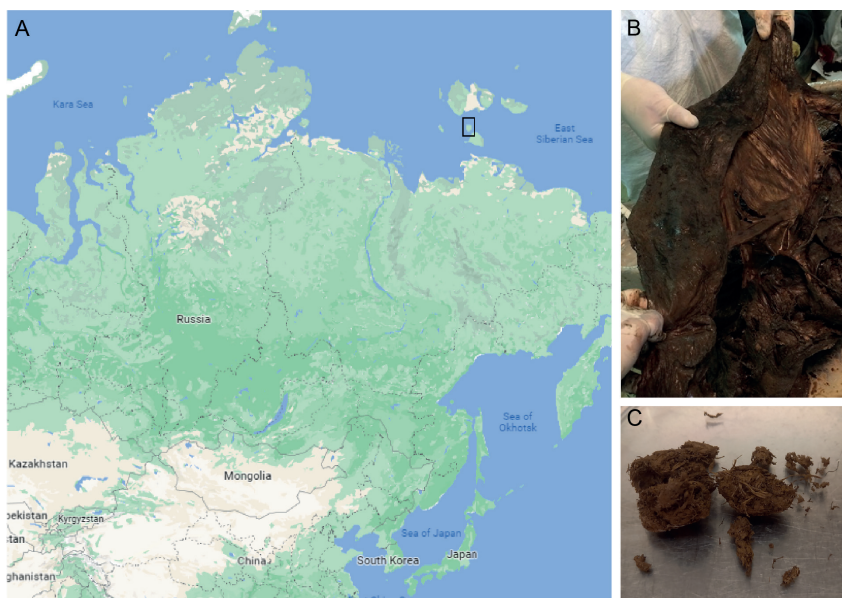 A
B
Kara Sea
East
Siberian Sea
Russia
Sea of
Okhotsk
C
Kazakhstan
Mongolia
Kyrgyzstan
Sea of Japan
China
South Korea
Japan